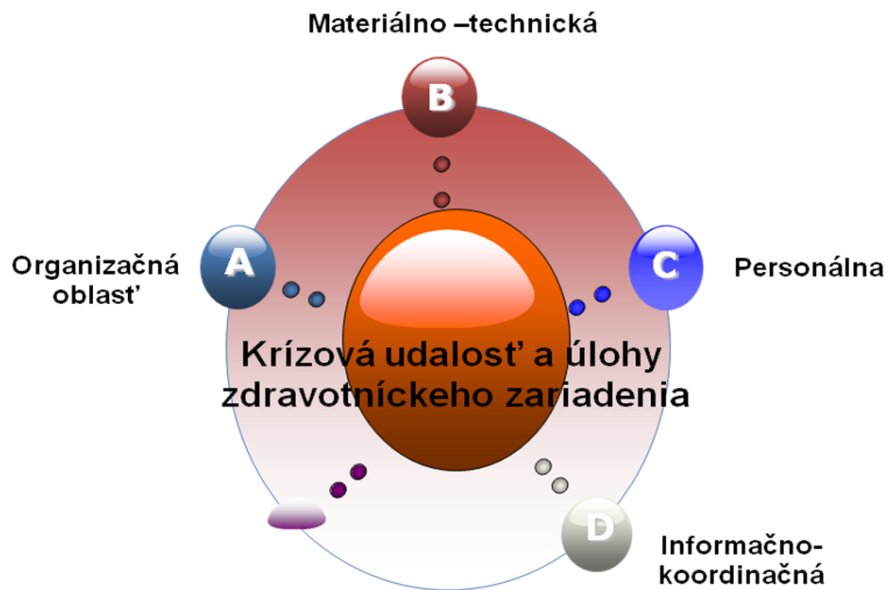 Materiálno –technická
B
A
Organizačná
oblasť
C
Personálna
Krízová udalosť a úlohy
zdravotníckeho zariadenia
D
Informačno-
koordinačná